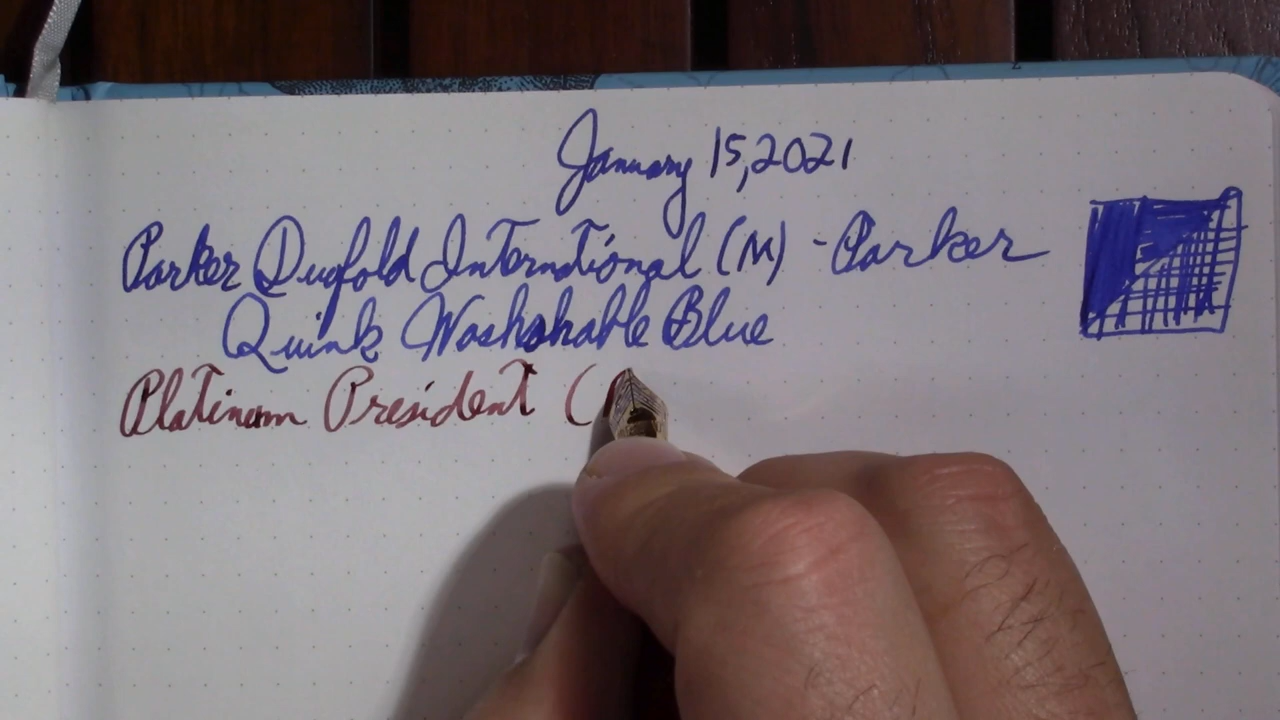 January 15, 2021
Parker Duofold International (M) - Parker
Quink Washable Blue
Platinum President (